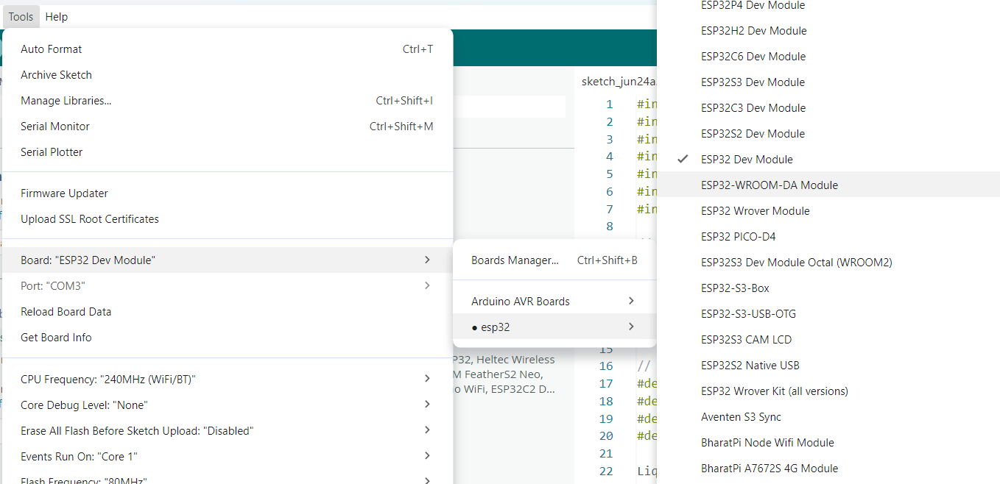 Tools Help
Auto Format Ctrl+T
Archive Sketch
Manage Libraries... Ctrl+Shift+I
Serial Monitor Ctrl+Shift+M
Serial Plotter
Firmware Updater
Upload SSL Root Certificates
Board: "ESP32 Dev Module"
Port: "COM3"
Reload Board Data
Get Board Info
CPU Frequency: "240MHz (WiFi/BT)"
Core Debug Level: "None"
Erase All Flash Before Sketch Upload: "Disabled"
Events Run On: "Core 1"
Flash Frequency: "80MHz"
Boards Manager... Ctrl+Shift+B
Arduino AVR Boards
● esp32
P32, Heltec Wireless
M FeatherS2 Neo,
o WiFi, ESP32C2 D...
sketch_jun24a
1 #in
2 #in
3 #in
4 #in
5 #in
6 #in
7 #in
8
15
16 //
17 #de
18 #de
19 #de
20 #de
21
22 Liq
ESP32P4 Dev Module
ESP32H2 Dev Module
ESP32C6 Dev Module
ESP32S3 Dev Module
ESP32C3 Dev Module
ESP32S2 Dev Module
ESP32 Dev Module
ESP32-WROOM-DA Module
ESP32 Wrover Module
ESP32 PICO-D4
ESP32S3 Dev Module Octal (WROOM2)
ESP32-S3-Box
ESP32-S3-USB-OTG
ESP32S3 CAM LCD
ESP32S2 Native USB
ESP32 Wrover Kit (all versions)
Aventen S3 Sync
BharatPi Node Wifi Module
BharatPi A7672S 4G Module